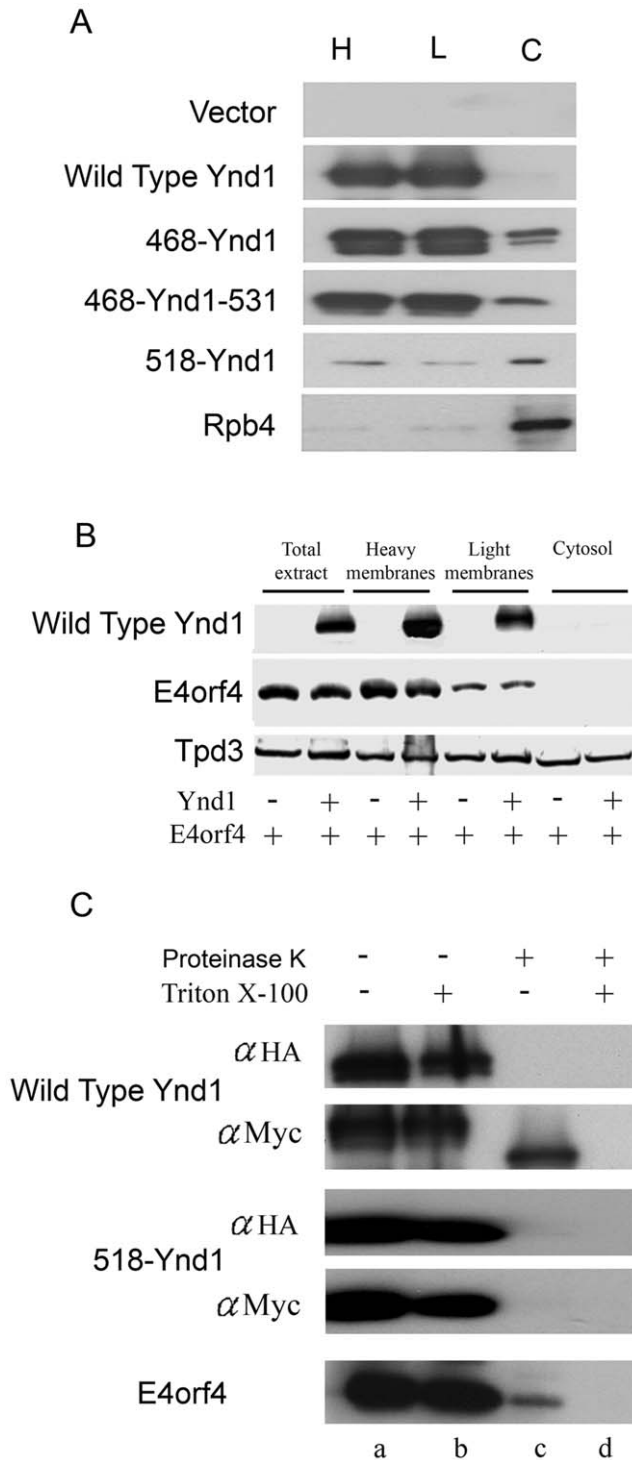 A
H L C
Vector
Wild Type Ynd1
468-Ynd1
468-Ynd1-531
518-Ynd1
Rpb4
B
Total extract Heavy membranes Light membranes Cytosol
Wild Type Ynd1
E4orf4
Tpd3
Ynd1 - + - + - + - +
E4orf4 + + + + + + + +
C
Proteinase K - - + +
Triton X-100 - + - +
αHA
Wild Type Ynd1
αMyc
αHA
518-Ynd1
αMyc
E4orf4
a b c d